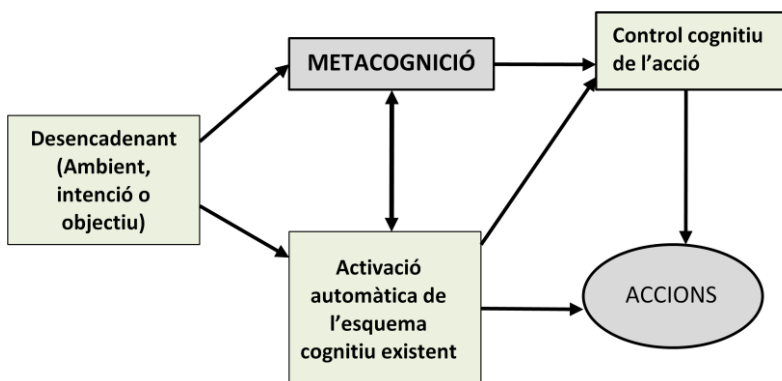 METACOGNICIÓ
Control cognitiu
de l’acció
Desencadenant
(Ambient,
intenció o
objectiu)
Activació
automàtica de
l’esquema
cognitiu existent
ACCIONS